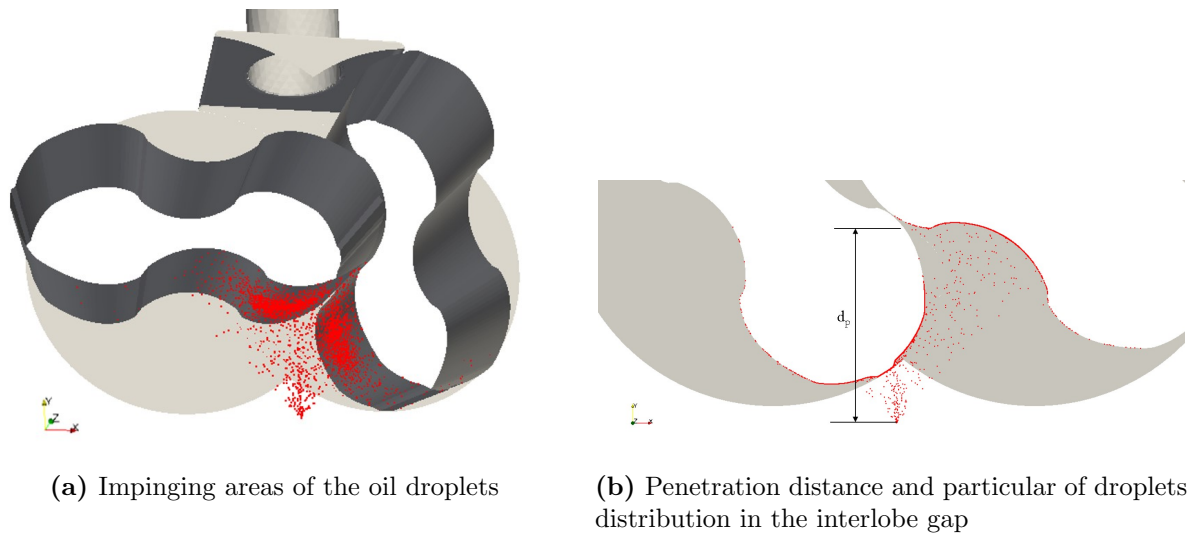 d_p
Y
Z
X
Y
Z
X
(a) Impinging areas of the oil droplets
(b) Penetration distance and particular of droplets
distribution in the interlobe gap